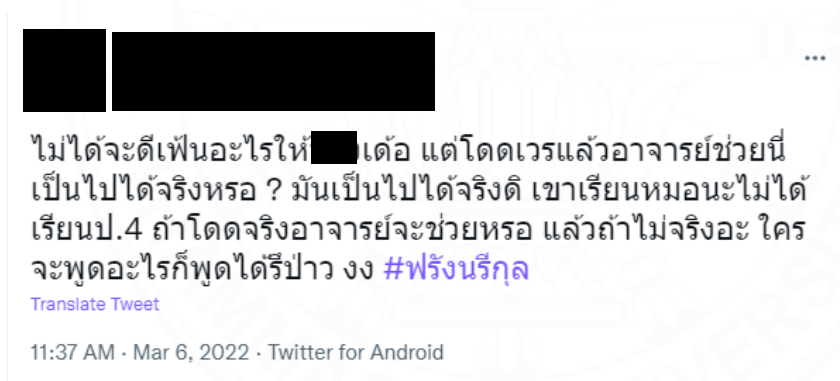 ไม่ได้จะดีเฟ้นอะไรให้ เด้อ แต่โดดเวรแล้วอาจารย์ช่วยนี่
เป็นไปได้จริงหรอ ? มันเป็นไปได้จริงดิ เขาเรียนหมอนะไม่ได้
เรียนป.4 ถ้าโดดจริงอาจารย์จะช่วยหรอ แล้วถ้าไม่จริงอะ ใคร
จะพูดอะไรก็พูดได้รึป่าว งง #ฟรังนรีกุล
Translate Tweet
11:37 AM · Mar 6, 2022 · Twitter for Android